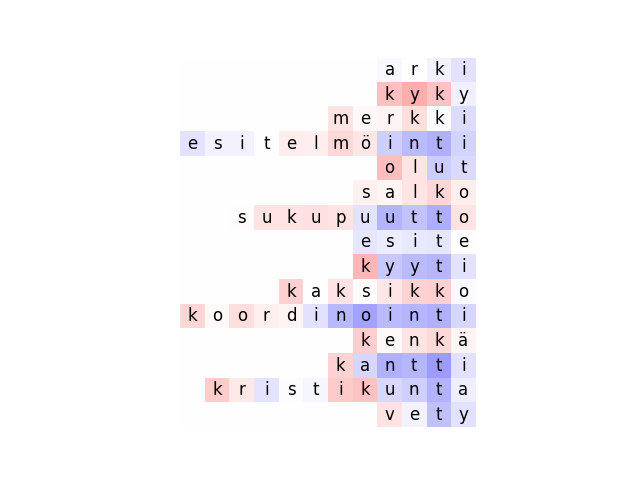 arki
kyky
merkki
esitelmöinti
olut
salko
sukupuutto
esite
kyyti
kaksikko
koordinointi
kenkä
kantti
kristikunta
vety